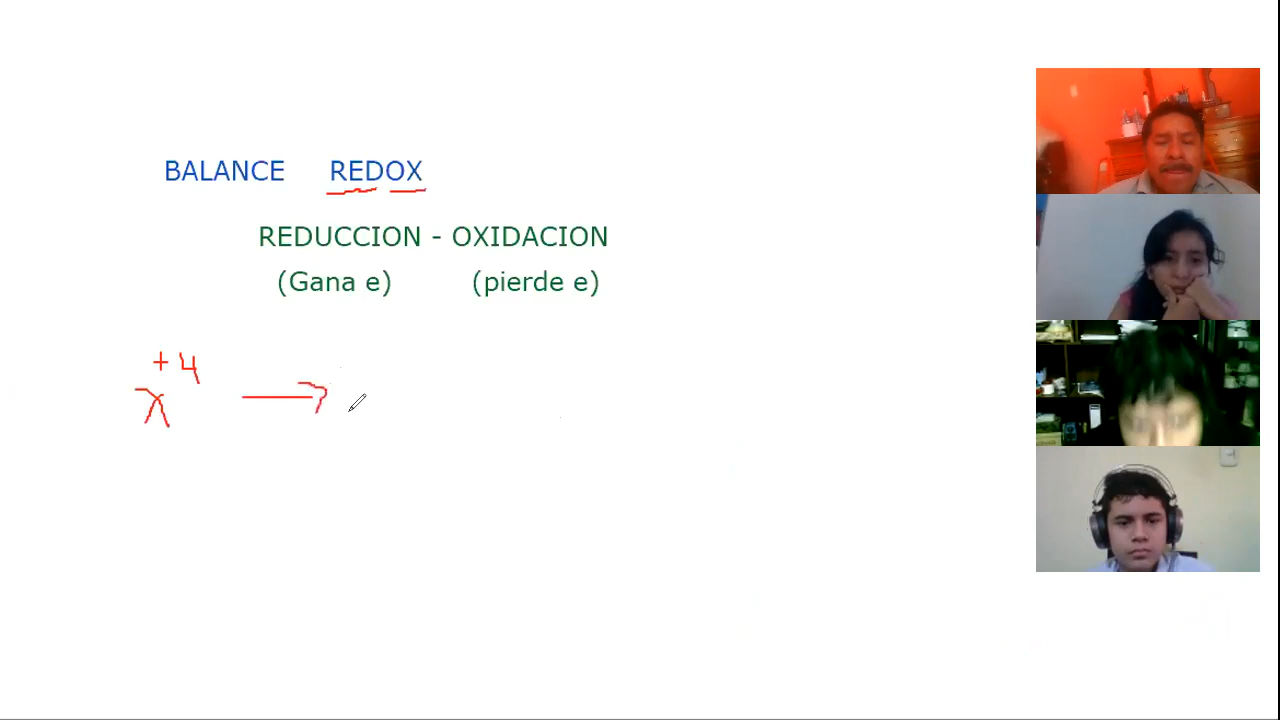 BALANCE REDOX
REDUCCION - OXIDACION
(Gana e) (pierde e)
+4
X →